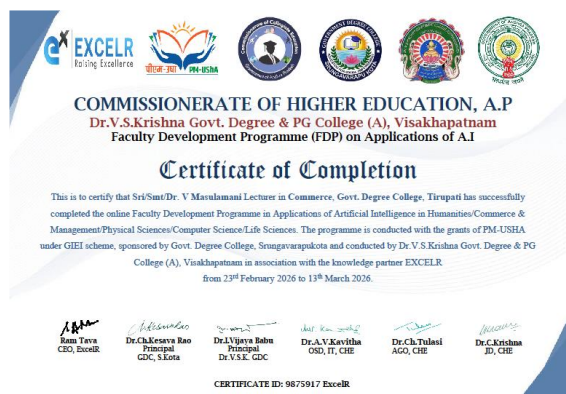 EXCELR
Raising Excellence
पीएम-उषा PM-USHA
COMMISSIONERATE OF HIGHER EDUCATION, A.P
Dr.V.S.Krishna Govt. Degree & PG College (A), Visakhapatnam
Faculty Development Programme (FDP) on Applications of A.I
Certificate of Completion
This is to certify that Sri/Smt/Dr. V Masulamani Lecturer in Commerce, Govt. Degree College, Tirupati has successfully
completed the online Faculty Development Programme in Applications of Artificial Intelligence in Humanities/Commerce &
Management/Physical Sciences/Computer Science/Life Sciences. The programme is conducted with the grants of PM-USHA
under GIEI scheme, sponsored by Govt. Degree College, Srungavarapukota and conducted by Dr.V.S.Krishna Govt. Degree & PG
College (A), Visakhapatnam in association with the knowledge partner EXCELR
from 23rd February 2026 to 13th March 2026.
Ram Tava
CEO, ExcelR
Dr.Ch.Kesava Rao
Principal
GDC, S.Kota
Dr.I.Vijaya Babu
Principal
Dr.V.S.K. GDC
Dr.A.V.Kavitha
OSD, IT, CHE
Dr.Ch.Tulasi
AGO, CHE
Dr.C.Krishna
JD, CHE
CERTIFICATE ID: 9875917 ExcelR